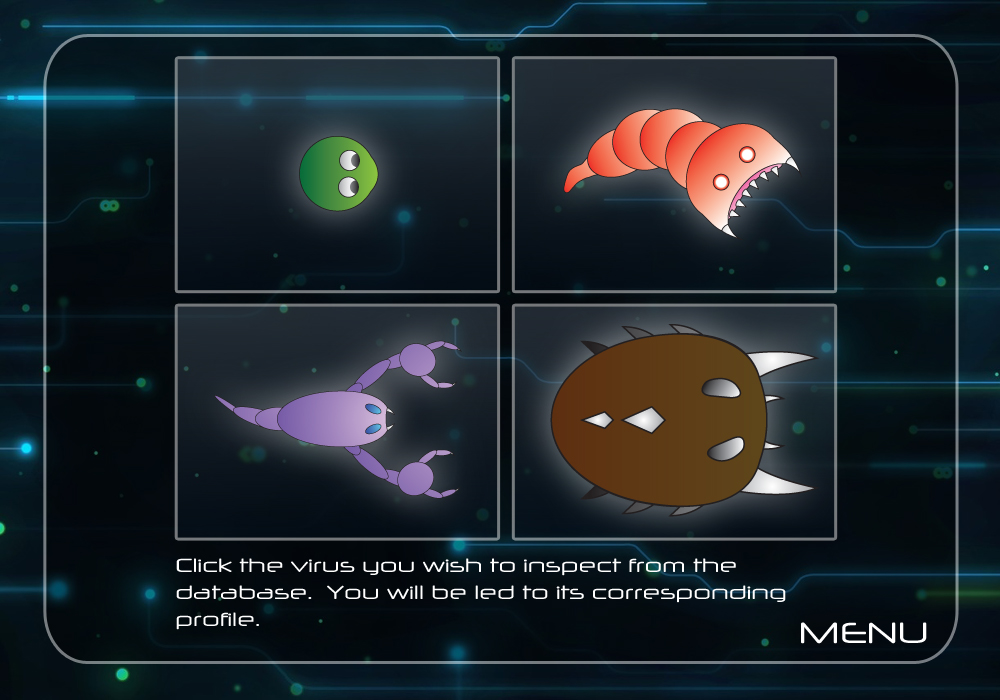 Click the virus you wish to inspect from the
database.  You will be led to its corresponding
profile.
MENU